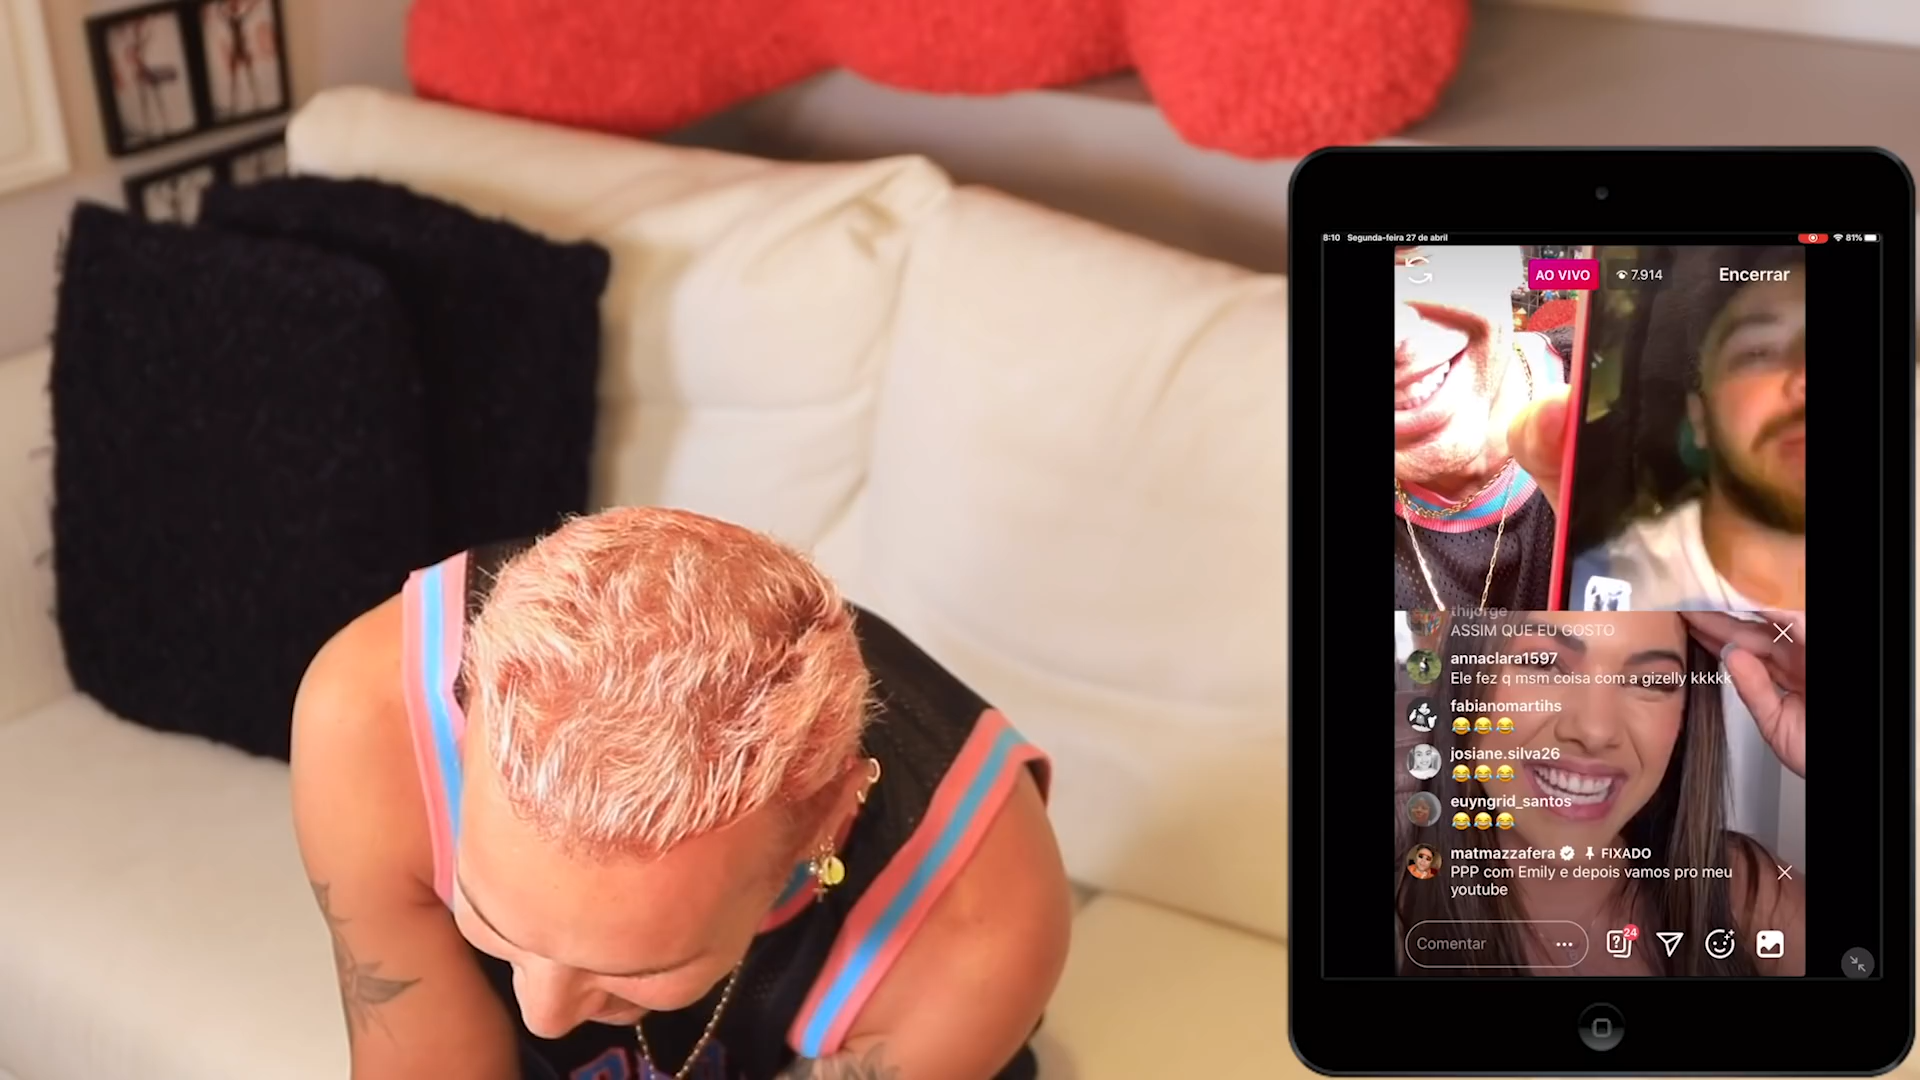 8:10 Segunda-feira 27 de abril
81%
AO VIVO
7.914
Encerrar
thijorge
ASSIM QUE EU GOSTO
annaclara1597
Ele fez q msm coisa com a gizelly kkkkk
fabianomartihs
😂😂😂
josiane.silva26
😂😂😂
euyngrid_santos
😂😂😂
matmazzafera FIXADO
PPP com Emily e depois vamos pro meu
youtube
Comentar
24